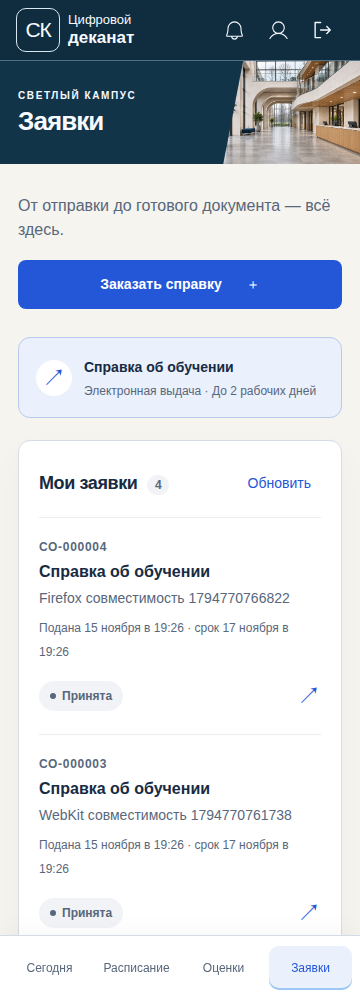 СК
Цифровой
деканат
СВЕТЛЫЙ КАМПУС
Заявки
От отправки до готового документа — всё
здесь.
Заказать справку +
Справка об обучении
Электронная выдача · До 2 рабочих дней
Мои заявки 4 Обновить
СО-000004
Справка об обучении
Firefox совместимость 1794770766822
Подана 15 ноября в 19:26 · срок 17 ноября в
19:26
Принята
СО-000003
Справка об обучении
WebKit совместимость 1794770761738
Подана 15 ноября в 19:26 · срок 17 ноября в
19:26
Принята
Сегодня Расписание Оценки Заявки